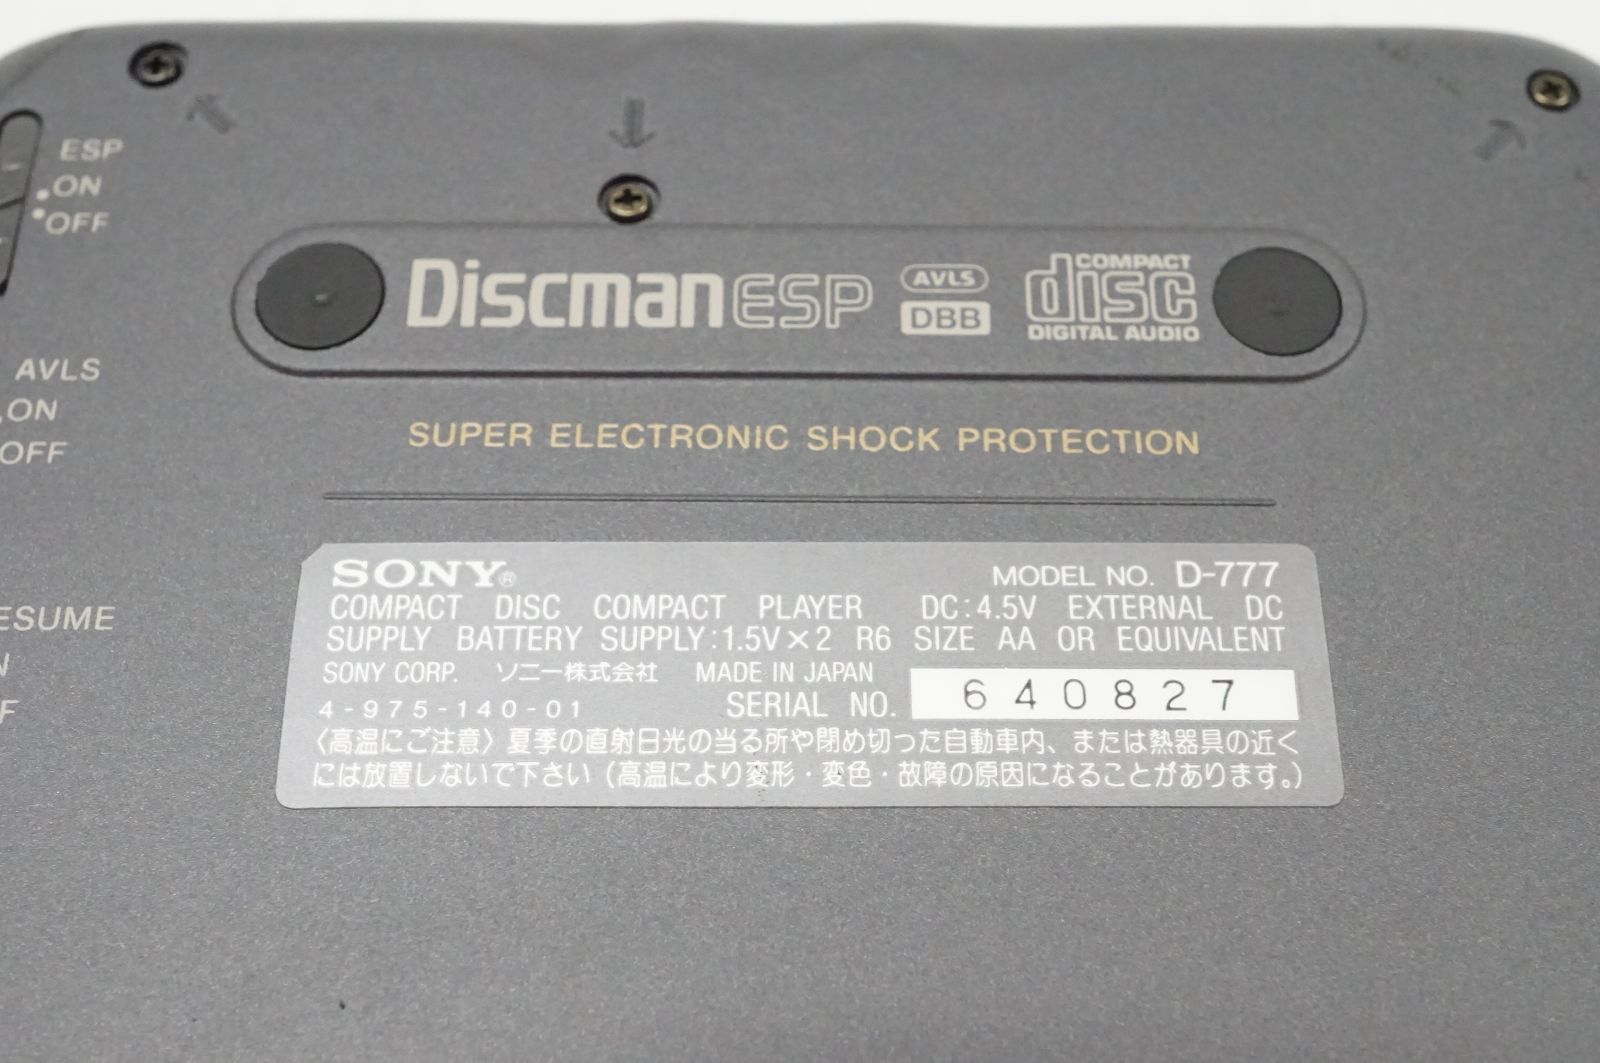 ESP
ON
OFF
Discman ESP AVLS DBB COMPACT disc DIGITAL AUDIO
AVLS
ON
OFF
SUPER ELECTRONIC SHOCK PROTECTION
SONY® MODEL NO. D-777
COMPACT DISC COMPACT PLAYER DC:4.5V EXTERNAL DC
SUPPLY BATTERY SUPPLY:1.5V×2 R6 SIZE AA OR EQUIVALENT
ESUME
SONY CORP. ソニー株式会社 MADE IN JAPAN
N
4-975-140-01 SERIAL NO. 640827
F
〈高温にご注意〉夏季の直射日光の当る所や閉め切った自動車内、または熱器具の近く
には放置しないで下さい(高温により変形・変色・故障の原因になることがあります。)